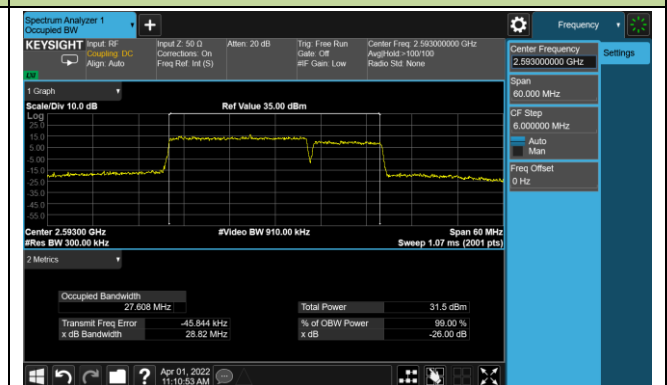 Spectrum Analyzer 1
Occupied BW
+
Frequency
KEYSIGHT Input: RF Input Z: 50 Ω Atten: 20 dB Trig: Free Run Center Freq: 2.593000000 GHz
Coupling: DC Corrections: On Gate: Off Avg|Hold:>100/100
Align: Auto Freq Ref: Int (S) #IF Gain: Low Radio Std: None
Center Frequency
2.593000000 GHz
Settings
Span
60.000 MHz
CF Step
6.000000 MHz
Auto
Man
Freq Offset
0 Hz
1 Graph
Scale/Div 10.0 dB Ref Value 35.00 dBm
Log
25.0
15.0
5.00
-5.00
-15.0
-25.0
-35.0
-45.0
-55.0
Center 2.59300 GHz #Video BW 910.00 kHz Span 60 MHz
#Res BW 300.00 kHz Sweep 1.07 ms (2001 pts)
2 Metrics
Occupied Bandwidth
27.608 MHz Total Power 31.5 dBm
Transmit Freq Error -45.844 kHz % of OBW Power 99.00 %
x dB Bandwidth 28.82 MHz x dB -26.00 dB
? Apr 01, 2022
11:10:53 AM